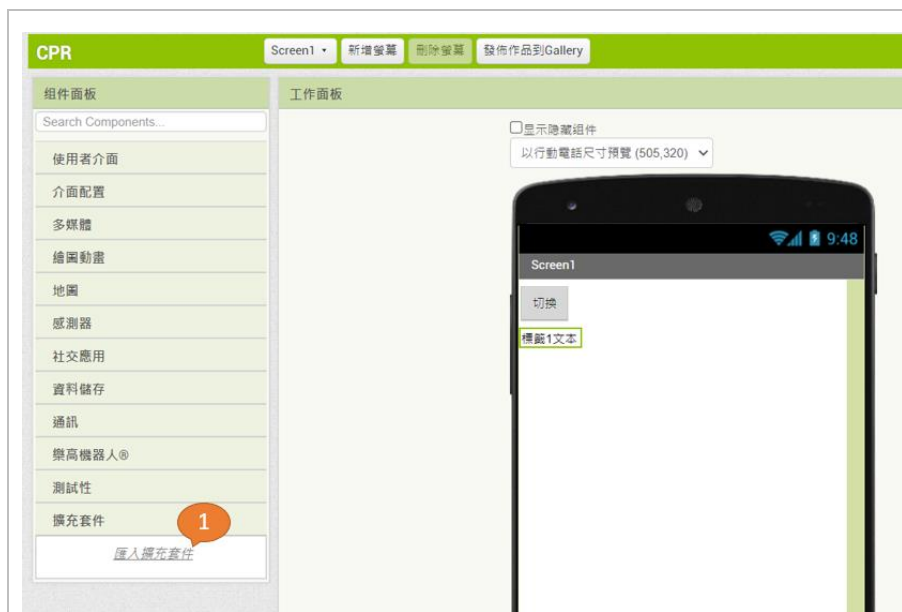 CPR
Screen1
新增螢幕
刪除螢幕
發佈作品到Gallery
组件面板
Search Components...
使用者介面
介面配置
多媒體
繪圖動畫
地圖
感測器
社交應用
資料儲存
通訊
樂高機器人®
測試性
擴充套件
1
匯入擴充套件
工作面板
显示隐藏組件
以行動電話尺寸預覽 (505,320)
9:48
Screen1
切換
標籤1文本